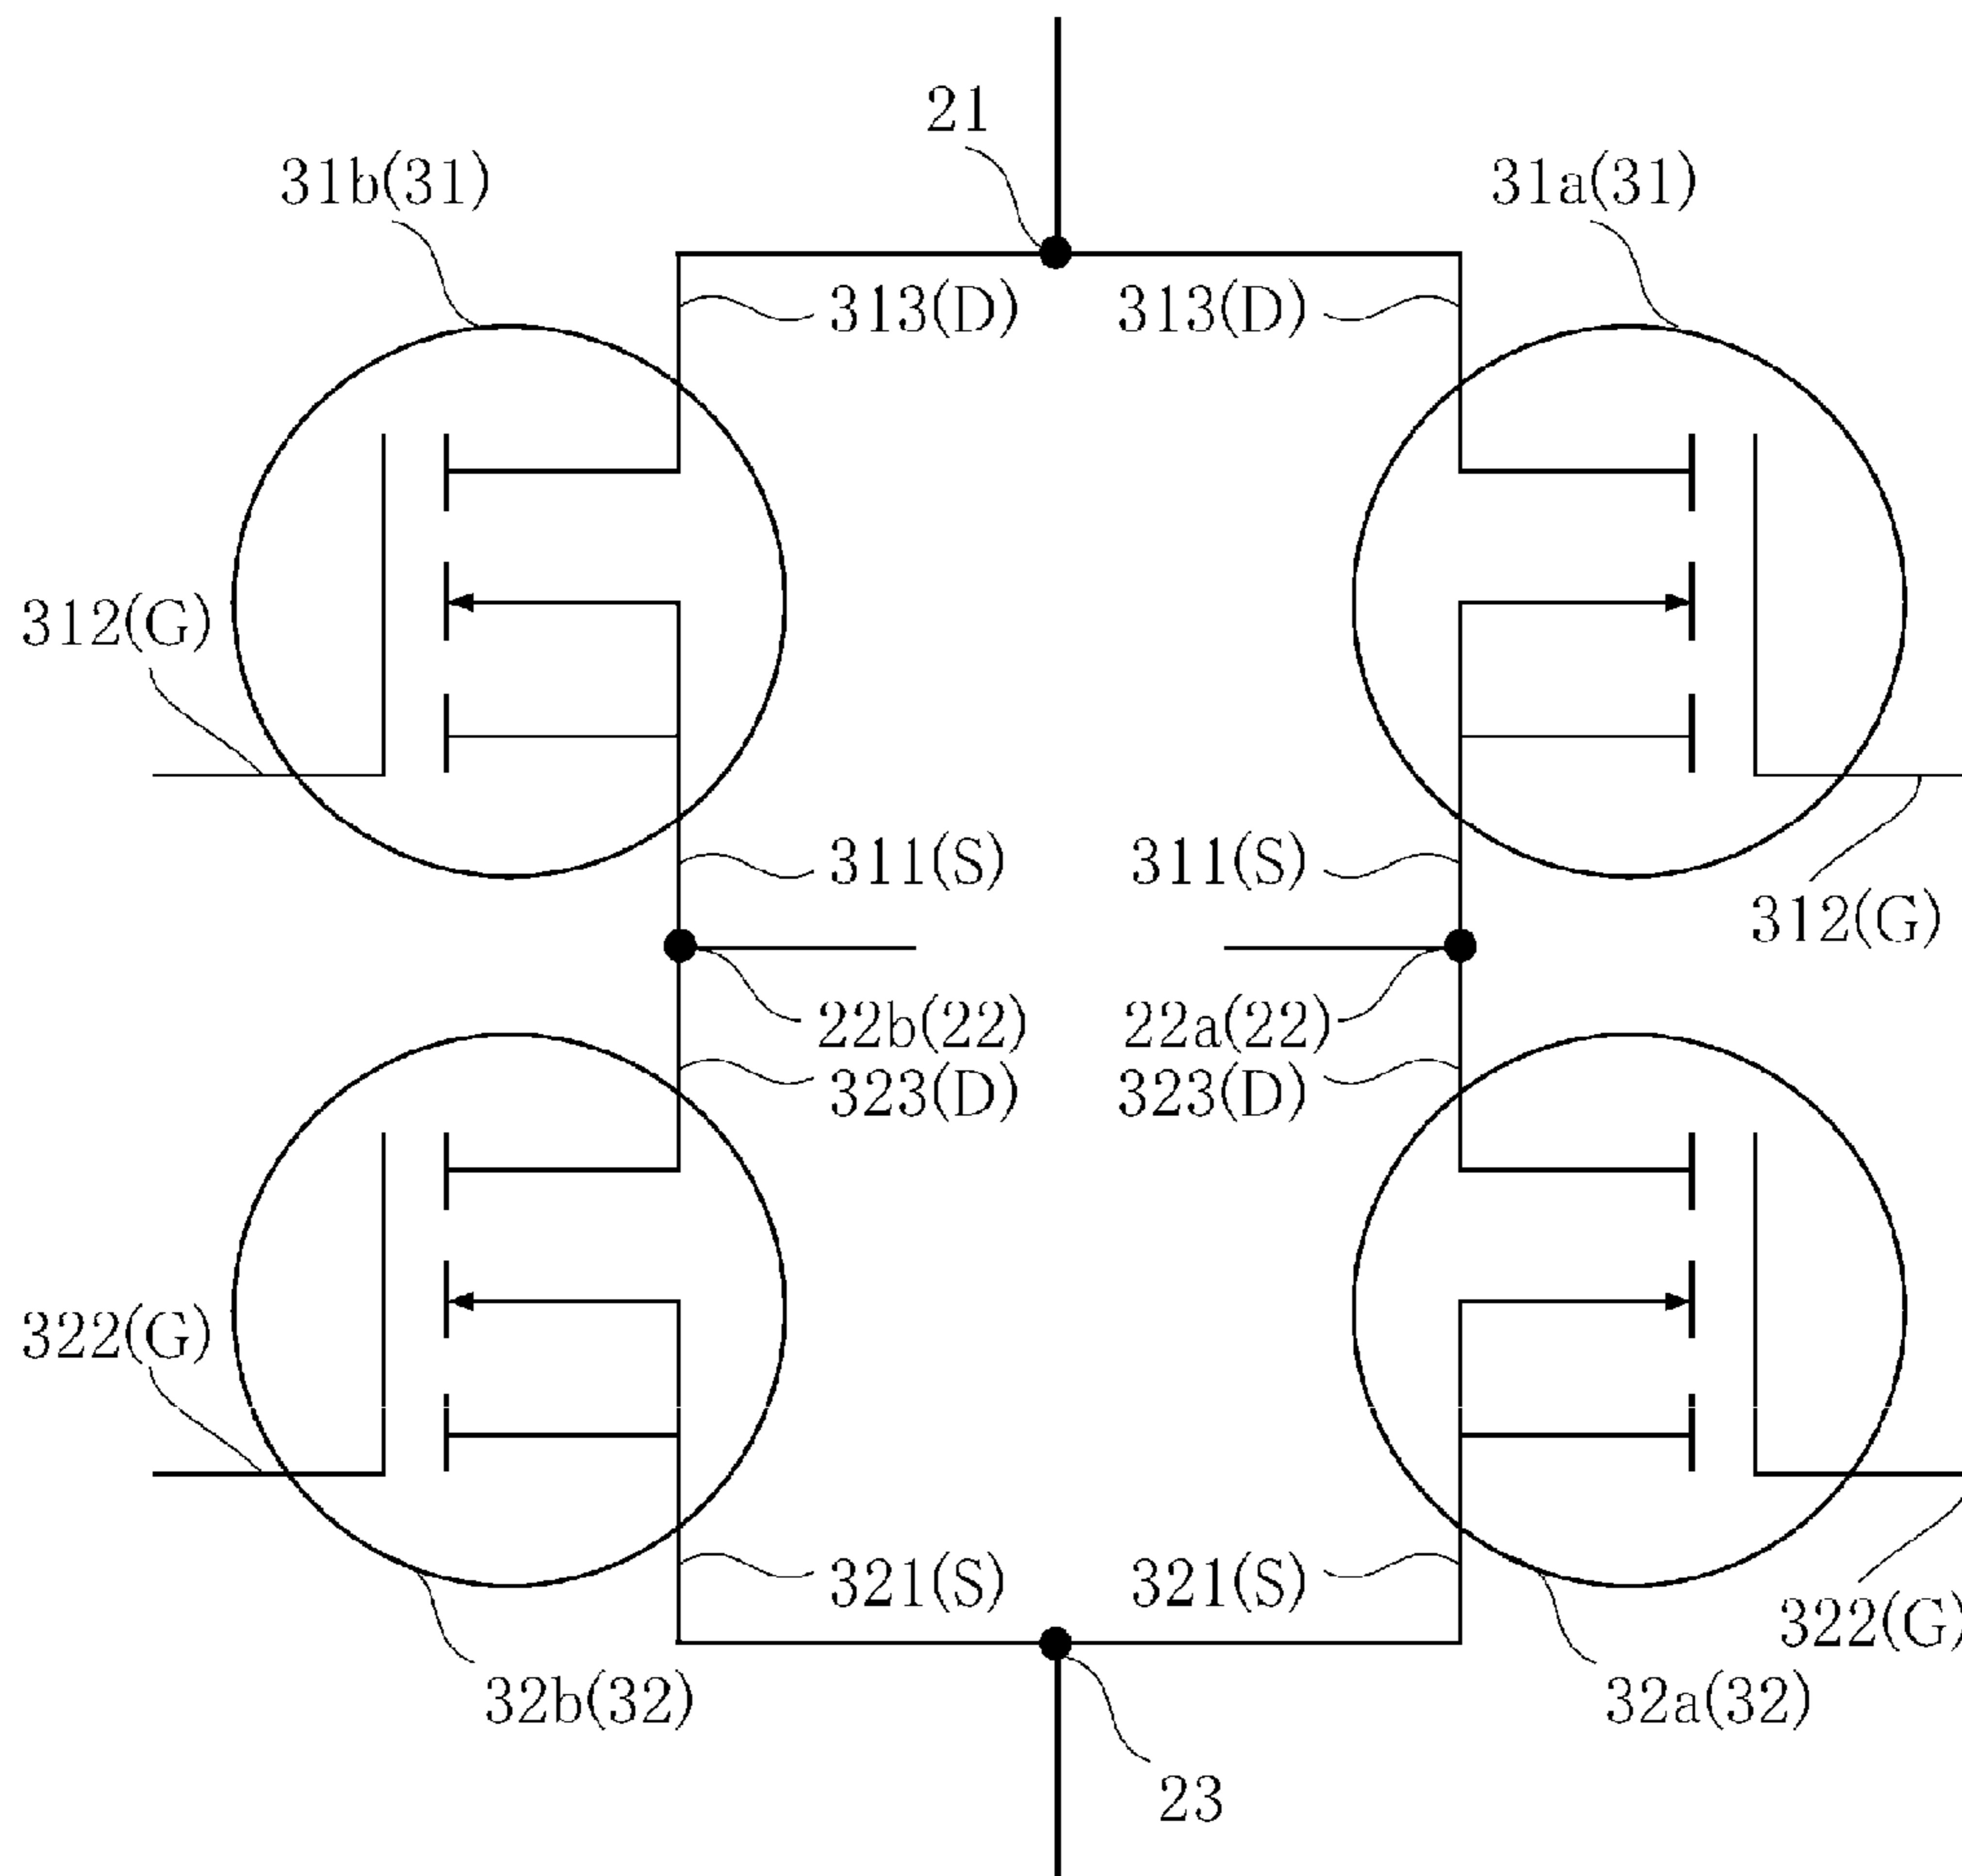 21
31b(31)
31a(31)
313(D)
313(D)
312(G)
311(S)
311(S)
312(G)
22b(22)
22a(22)
323(D)
323(D)
322(G)
321(S)
321(S)
322(G)
32b(32)
32a(32)
23